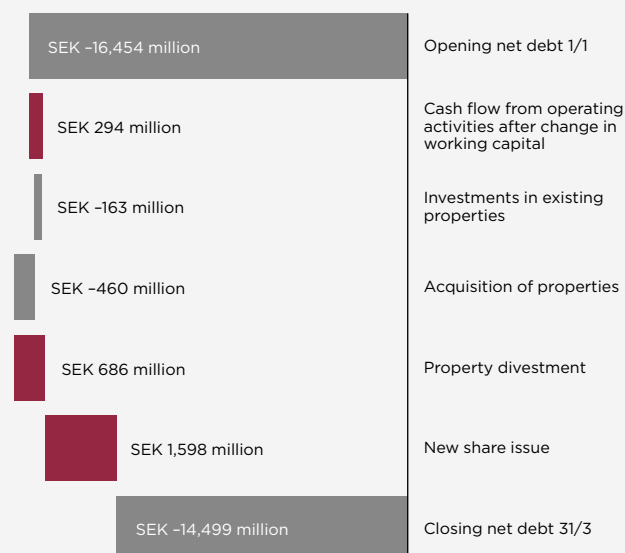 SEK –16,454 million
Opening net debt 1/1
SEK 294 million
Cash flow from operating
activities after change in
working capital
SEK –163 million
Investments in existing
properties
SEK –460 million
Acquisition of properties
SEK 686 million
Property divestment
SEK 1,598 million
New share issue
SEK –14,499 million
Closing net debt 31/3